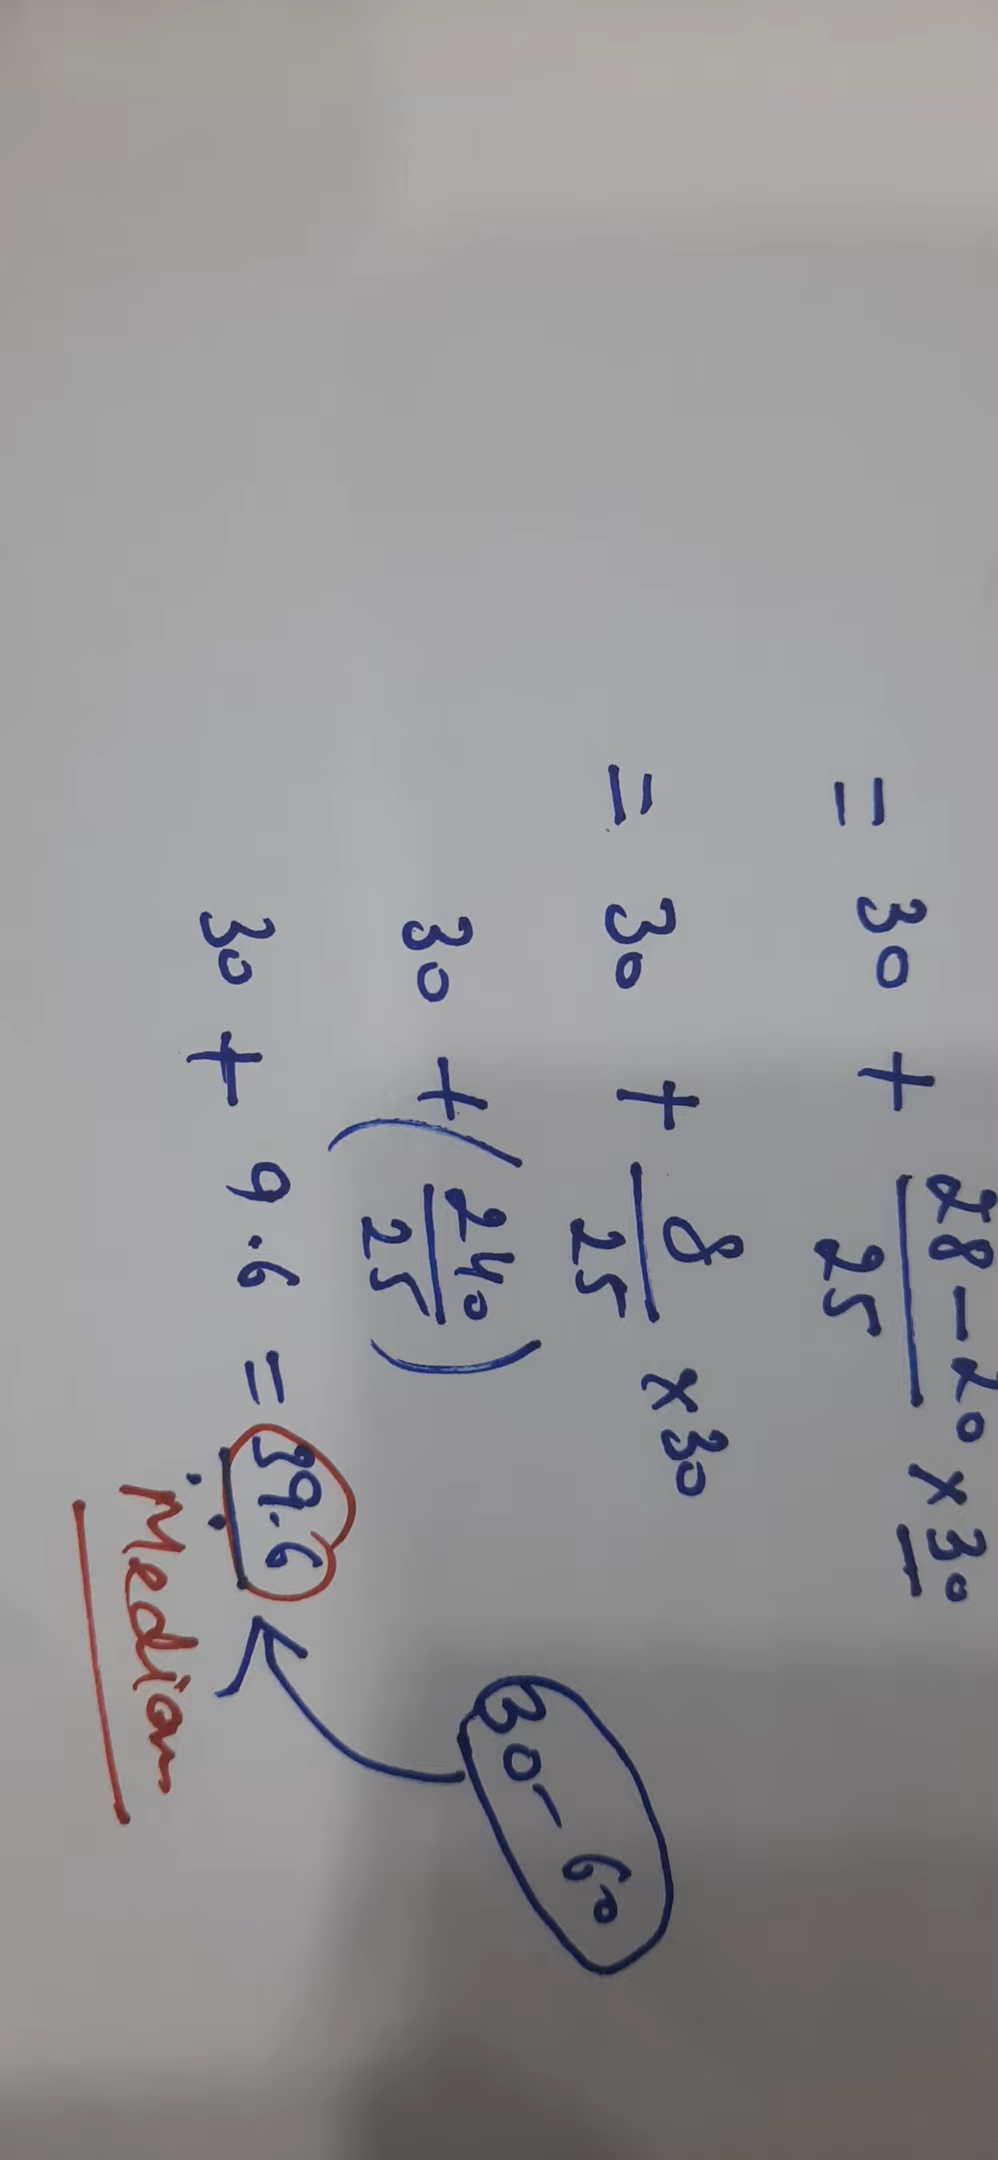 = 30 + 28-20/25 ×30
= 30 + 8/25 ×30
30 + (240/25)
30-60
30 + 9.6 = 39.6
Median